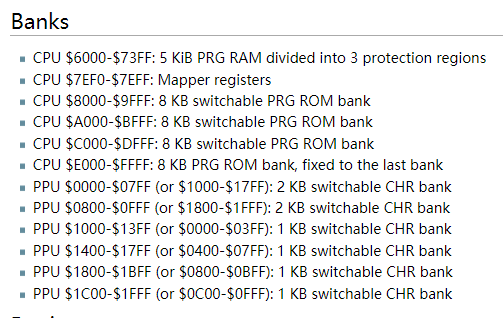 Banks
CPU $6000-$73FF: 5 KiB PRG RAM divided into 3 protection regions
CPU $7EF0-$7EFF: Mapper registers
CPU $8000-$9FFF: 8 KB switchable PRG ROM bank
CPU $A000-$BFFF: 8 KB switchable PRG ROM bank
CPU $C000-$DFFF: 8 KB switchable PRG ROM bank
CPU $E000-$FFFF: 8 KB PRG ROM bank, fixed to the last bank
PPU $0000-$07FF (or $1000-$17FF): 2 KB switchable CHR bank
PPU $0800-$0FFF (or $1800-$1FFF): 2 KB switchable CHR bank
PPU $1000-$13FF (or $0000-$03FF): 1 KB switchable CHR bank
PPU $1400-$17FF (or $0400-$07FF): 1 KB switchable CHR bank
PPU $1800-$1BFF (or $0800-$0BFF): 1 KB switchable CHR bank
PPU $1C00-$1FFF (or $0C00-$0FFF): 1 KB switchable CHR bank